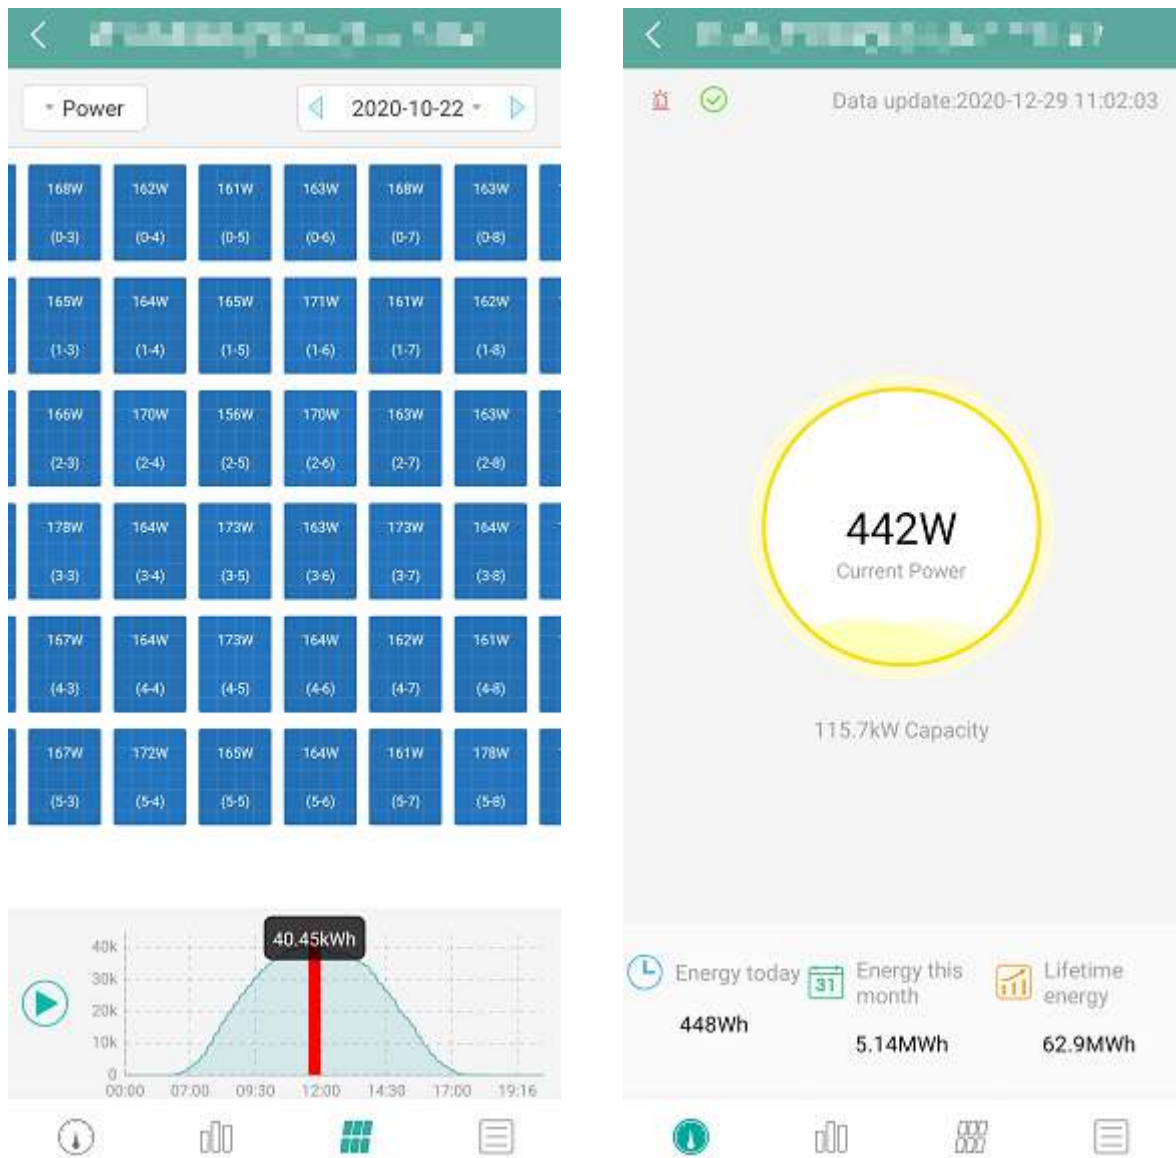 Power
2020-10-22
168W 162W 161W 163W 168W 163W
(0-3) (0-4) (0-5) (0-6) (0-7) (0-8)
165W 164W 165W 171W 161W 162W
(1-3) (1-4) (1-5) (1-6) (1-7) (1-8)
166W 170W 156W 170W 163W 163W
(2-3) (2-4) (2-5) (2-6) (2-7) (2-8)
178W 164W 173W 163W 173W 164W
(3-3) (3-4) (3-5) (3-6) (3-7) (3-8)
167W 164W 173W 164W 162W 161W
(4-3) (4-4) (4-5) (4-6) (4-7) (4-8)
167W 172W 165W 164W 161W 178W
(5-3) (5-4) (5-5) (5-6) (5-7) (5-8)
40.45kWh
40k
30k
20k
10k
0
00:00 07:00 09:30 12:00 14:30 17:00 19:16
Data update:2020-12-29 11:02:03
442W
Current Power
115.7kW Capacity
Energy today
448Wh
31
Energy this
month
5.14MWh
Lifetime
energy
62.9MWh